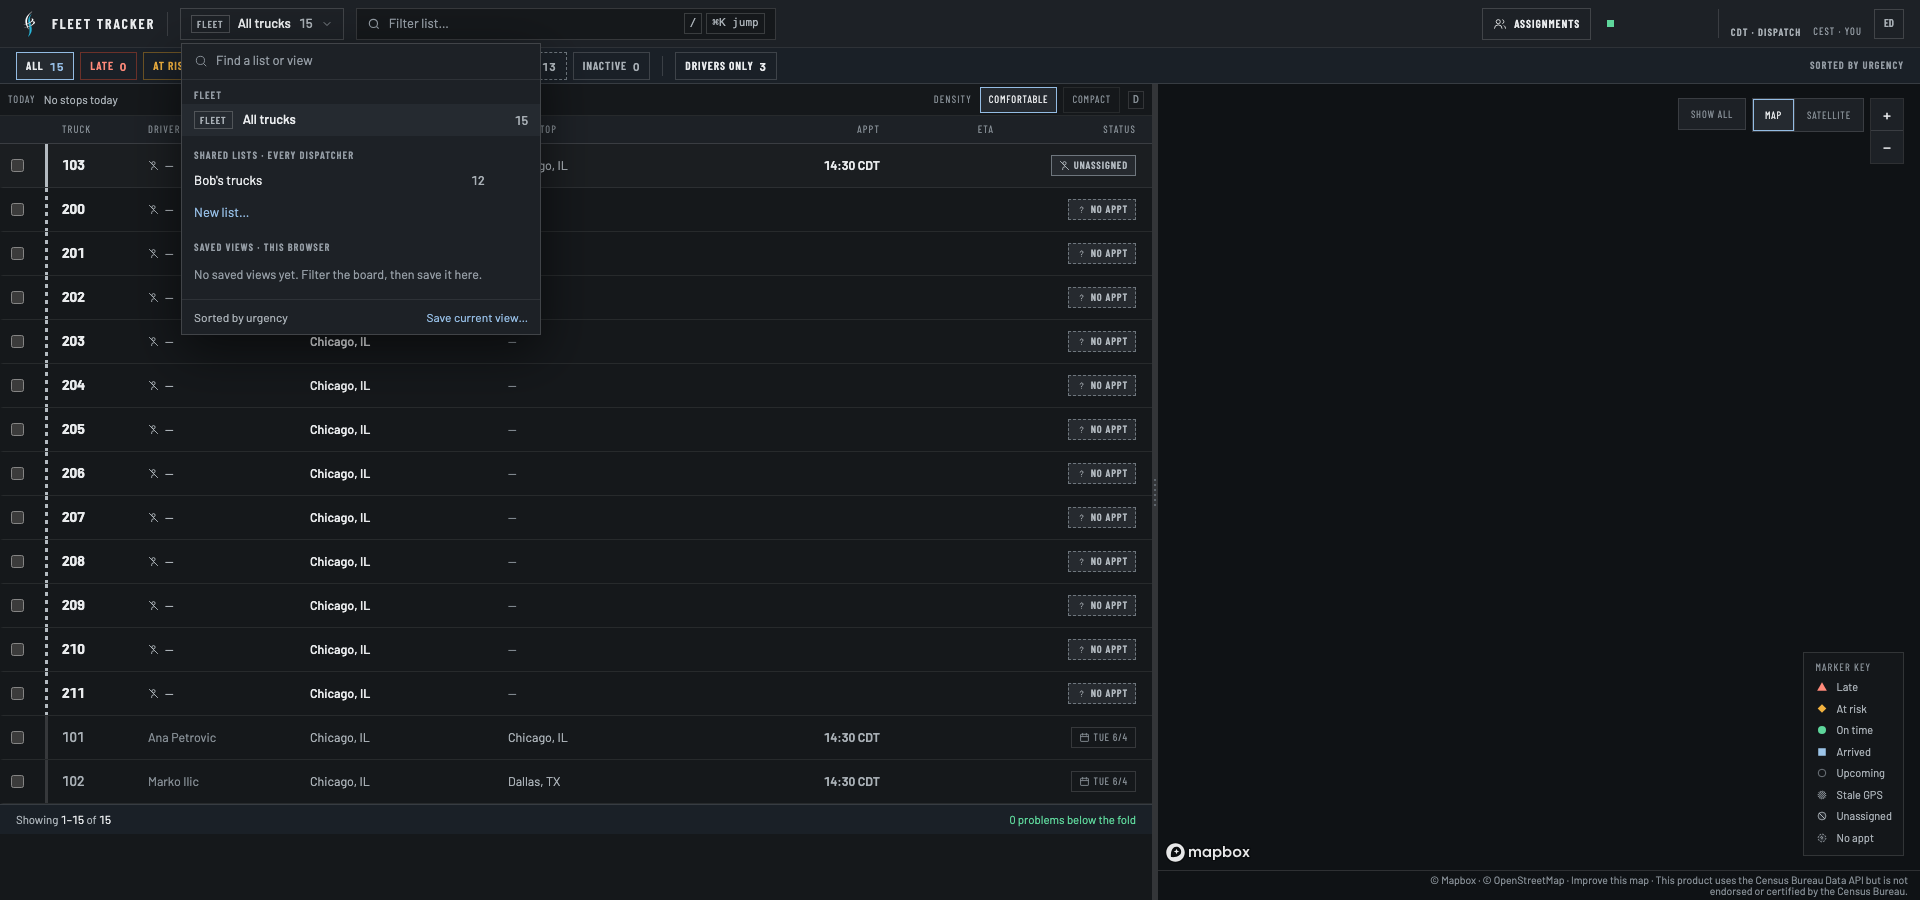 FLEET TRACKER
FLEET All trucks 15
Filter list...
/ ⌘K jump
ASSIGNMENTS
CDT · DISPATCH CEST · YOU
ED
ALL 15
LATE 0
AT RIS
13
INACTIVE 0
DRIVERS ONLY 3
SORTED BY URGENCY
Find a list or view
FLEET
FLEET All trucks 15
SHARED LISTS · EVERY DISPATCHER
Bob's trucks 12
New list...
SAVED VIEWS · THIS BROWSER
No saved views yet. Filter the board, then save it here.
Sorted by urgency Save current view...
TODAY No stops today
DENSITY COMFORTABLE COMPACT D
TRUCK DRIVER TOP APPT ETA STATUS
103 — go, IL 14:30 CDT UNASSIGNED
200 — ? NO APPT
201 — ? NO APPT
202 — ? NO APPT
203 — Chicago, IL — ? NO APPT
204 — Chicago, IL — ? NO APPT
205 — Chicago, IL — ? NO APPT
206 — Chicago, IL — ? NO APPT
207 — Chicago, IL — ? NO APPT
208 — Chicago, IL — ? NO APPT
209 — Chicago, IL — ? NO APPT
210 — Chicago, IL — ? NO APPT
211 — Chicago, IL — ? NO APPT
101 Ana Petrovic Chicago, IL Chicago, IL 14:30 CDT TUE 6/4
102 Marko Ilic Chicago, IL Dallas, TX 14:30 CDT TUE 6/4
Showing 1–15 of 15 0 problems below the fold
SHOW ALL MAP SATELLITE +
−
MARKER KEY
Late
At risk
On time
Arrived
Upcoming
Stale GPS
Unassigned
No appt
mapbox
© Mapbox · © OpenStreetMap · Improve this map · This product uses the Census Bureau Data API but is not
endorsed or certified by the Census Bureau.